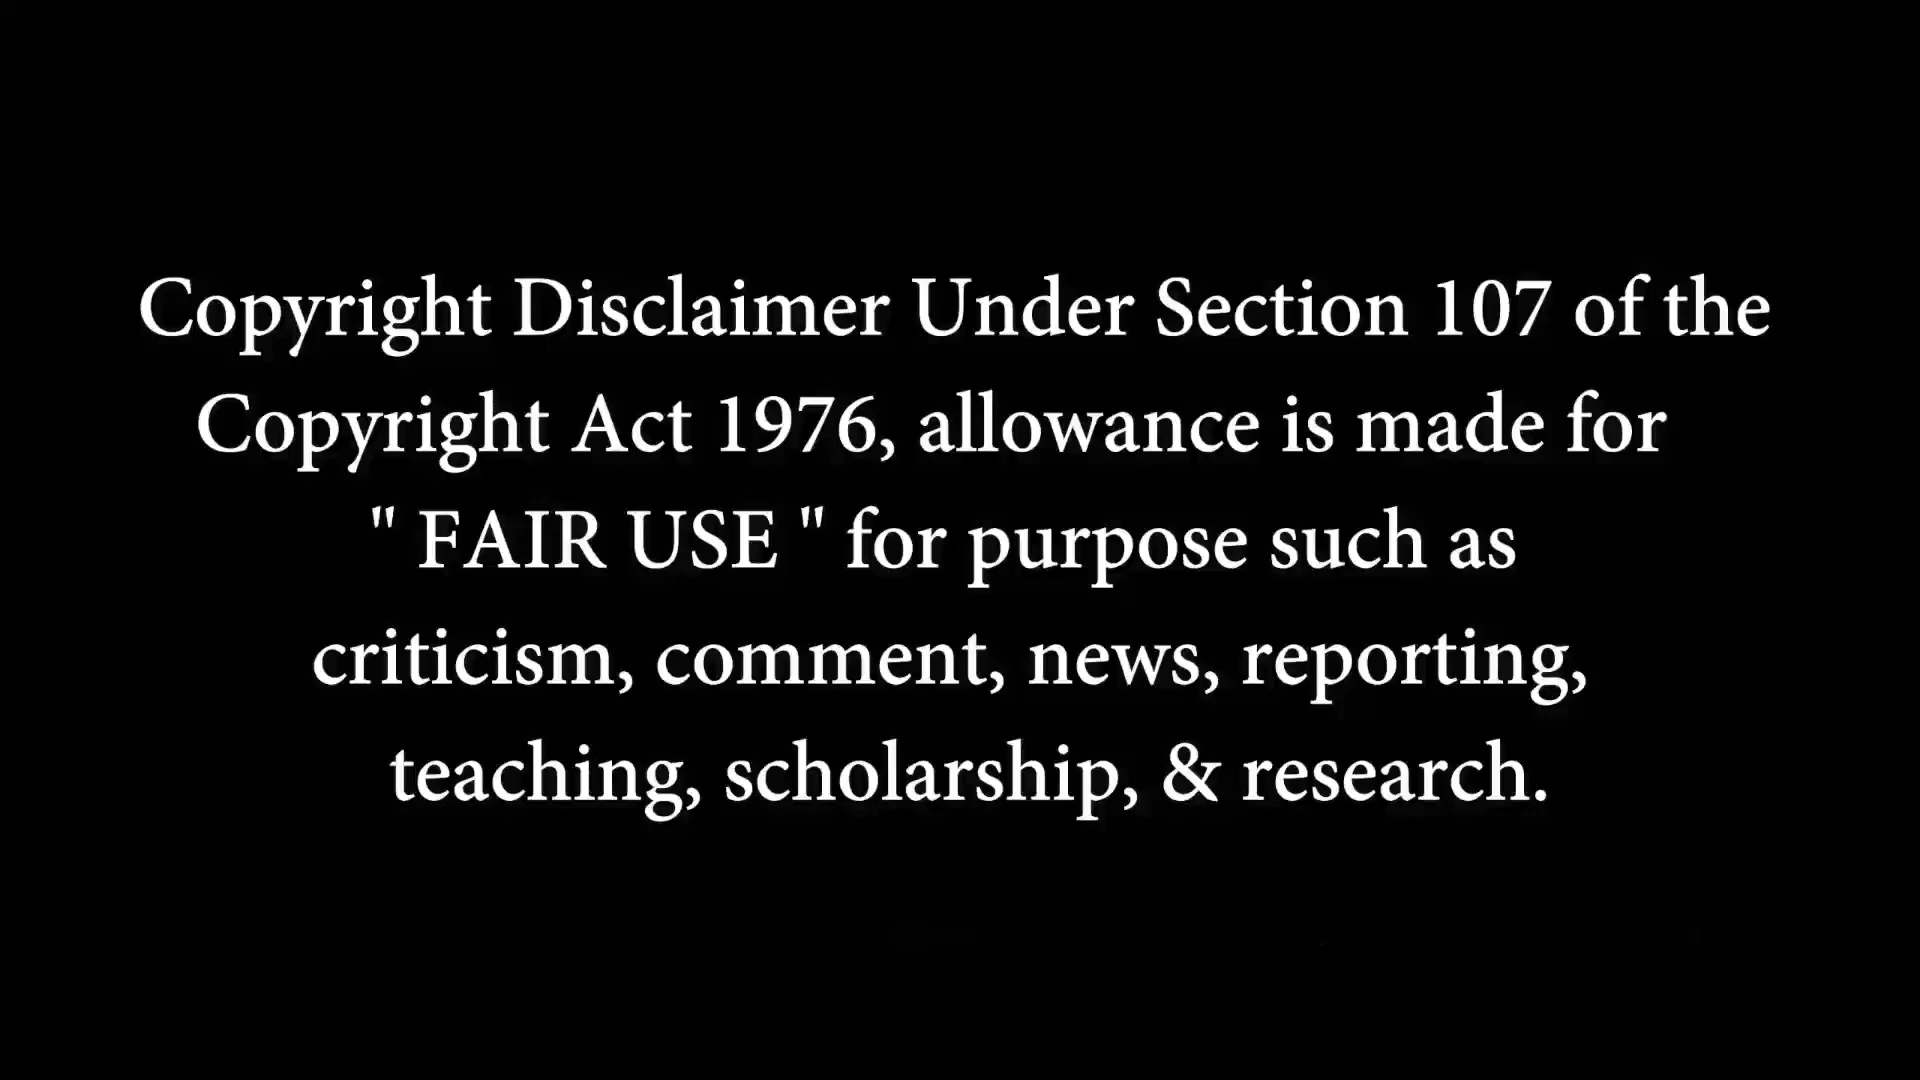 Copyright Disclaimer Under Section 107 of the
Copyright Act 1976, allowance is made for
" FAIR USE " for purpose such as
criticism, comment, news, reporting,
teaching, scholarship, & research.